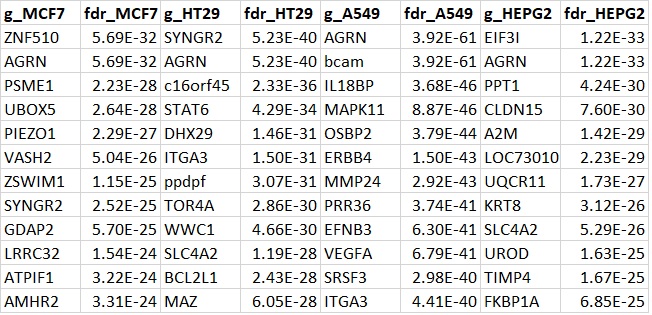 g_MCF7 fdr_MCF7 g_HT29 fdr_HT29 g_A549 fdr_A549 g_HEPG2 fdr_HEPG2
ZNF510 5.69E-32 SYNGR2 5.23E-40 AGRN 3.92E-61 EIF3I 1.22E-33
AGRN 5.69E-32 AGRN 5.23E-40 bcam 3.92E-61 AGRN 1.22E-33
PSME1 2.23E-28 c16orf45 2.33E-36 IL18BP 3.68E-46 PPT1 4.24E-30
UBOX5 2.64E-28 STAT6 4.29E-34 MAPK11 8.87E-46 CLDN15 7.60E-30
PIEZO1 2.29E-27 DHX29 1.46E-31 OSBP2 3.79E-44 A2M 1.42E-29
VASH2 5.04E-26 ITGA3 1.50E-31 ERBB4 1.50E-43 LOC73010 2.23E-29
ZSWIM1 1.15E-25 ppdpf 3.07E-31 MMP24 2.92E-43 UQCR11 1.73E-27
SYNGR2 2.52E-25 TOR4A 2.86E-30 PRR36 3.74E-41 KRT8 3.12E-26
GDAP2 5.70E-25 WWC1 4.66E-30 EFNB3 6.30E-41 SLC4A2 5.29E-26
LRRC32 1.54E-24 SLC4A2 1.19E-28 VEGFA 6.79E-41 UROD 1.63E-25
ATPIF1 3.22E-24 BCL2L1 2.43E-28 SRSF3 2.98E-40 TIMP4 1.67E-25
AMHR2 3.31E-24 MAZ 6.05E-28 ITGA3 4.41E-40 FKBP1A 6.85E-25